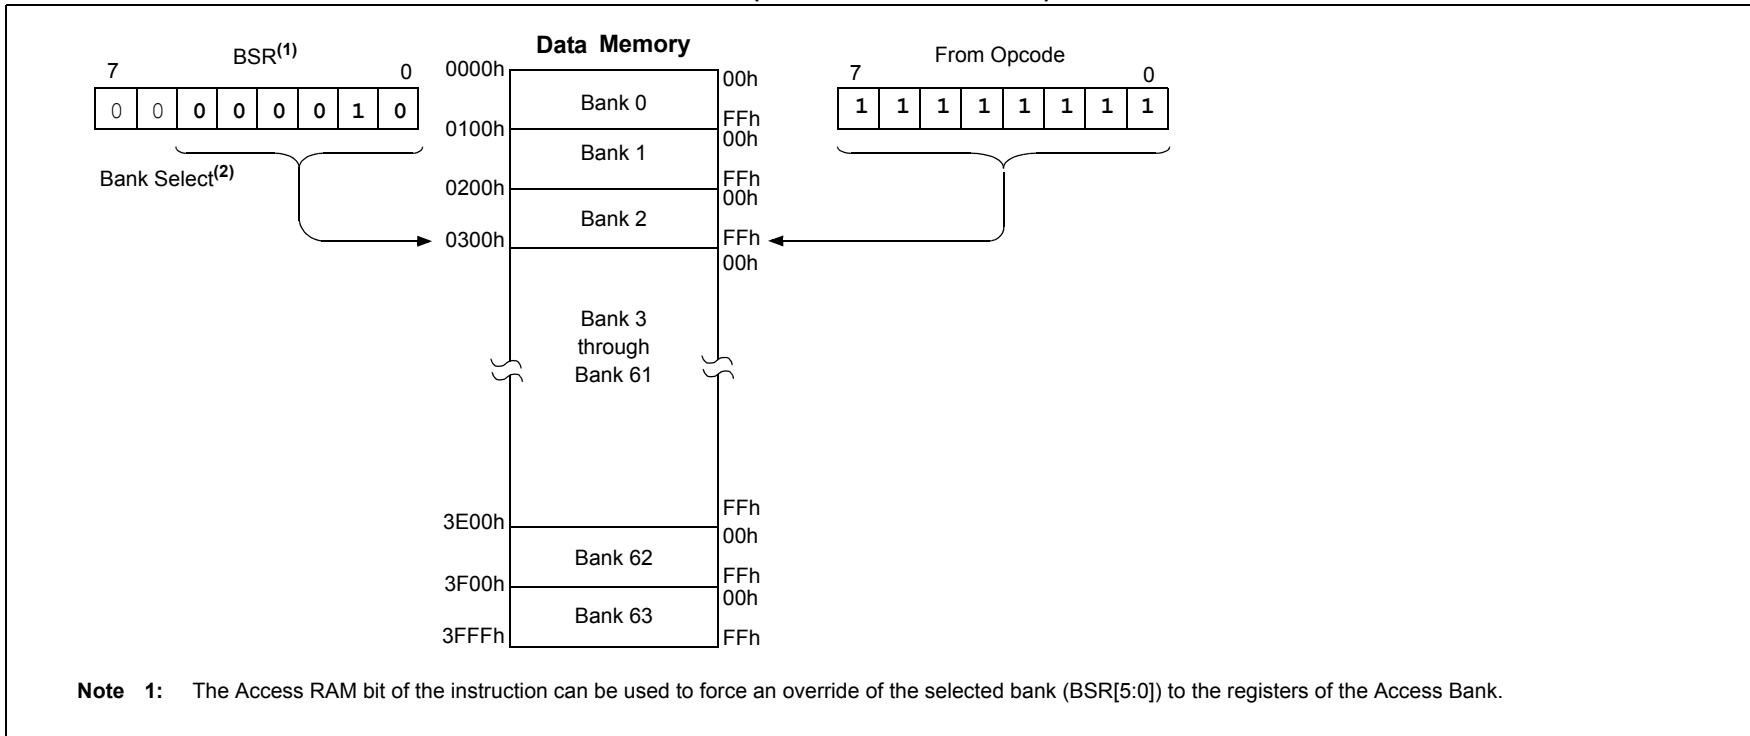 Data Memory
BSR(1)
7 0
0 0 0 0 0 0 1 0
Bank Select(2)
From Opcode
7 0
1 1 1 1 1 1 1 1
0000h
00h
Bank 0
FFh
0100h
00h
Bank 1
FFh
0200h
00h
Bank 2
FFh
0300h
00h
Bank 3
through
Bank 61
FFh
3E00h
00h
Bank 62
FFh
3F00h
00h
Bank 63
3FFFh
FFh
Note 1: The Access RAM bit of the instruction can be used to force an override of the selected bank (BSR[5:0]) to the registers of the Access Bank.